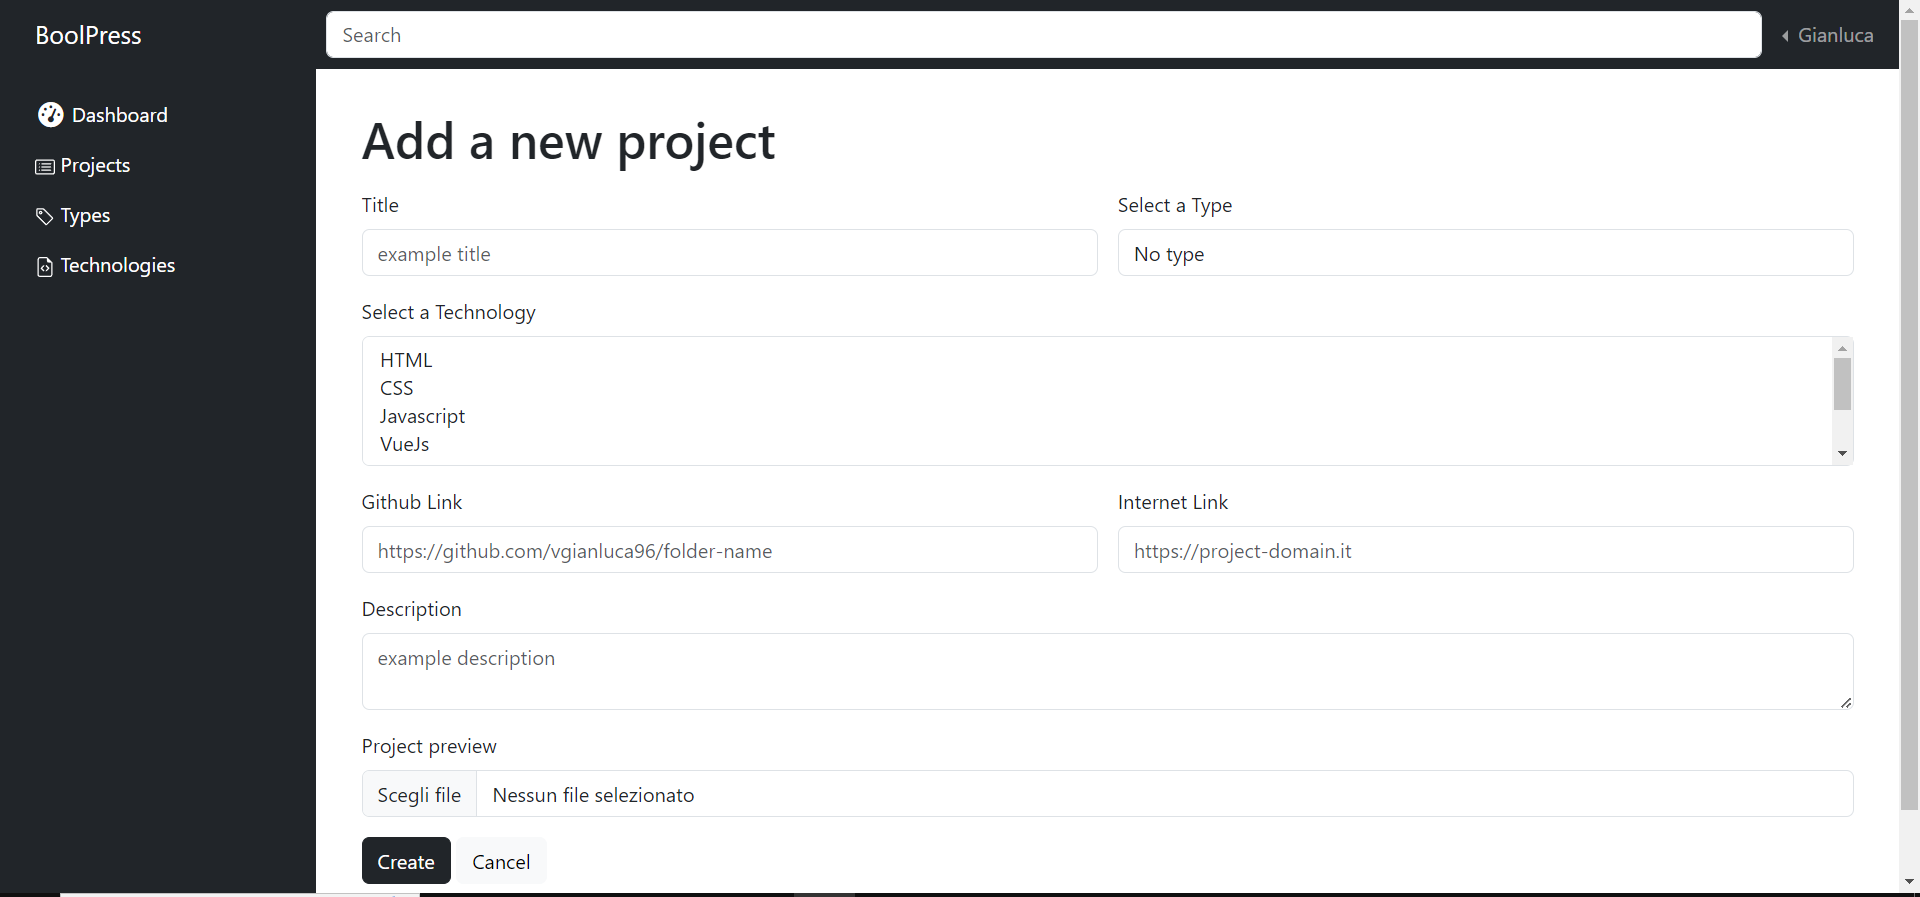 BoolPress
Search
Gianluca
Dashboard
Projects
Types
Technologies
Add a new project
Title
Select a Type
example title
No type
Select a Technology
HTML
CSS
Javascript
VueJs
Github Link
Internet Link
https://github.com/vgianluca96/folder-name
https://project-domain.it
Description
example description
Project preview
Scegli file
Nessun file selezionato
Create
Cancel